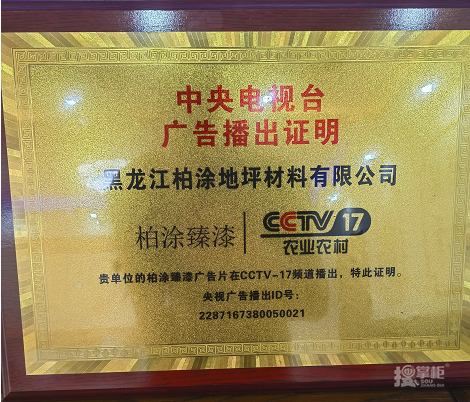 中央电视台
广告播出证明
黑龙江柏涂地坪材料有限公司
柏涂臻漆 CCTV 17
农业农村
贵单位的柏涂臻漆广告片在CCTV-17频道播出，特此证明。
央视广告播出ID号：
2287167380050021
搜掌柜
SOU
ZHANG GUI